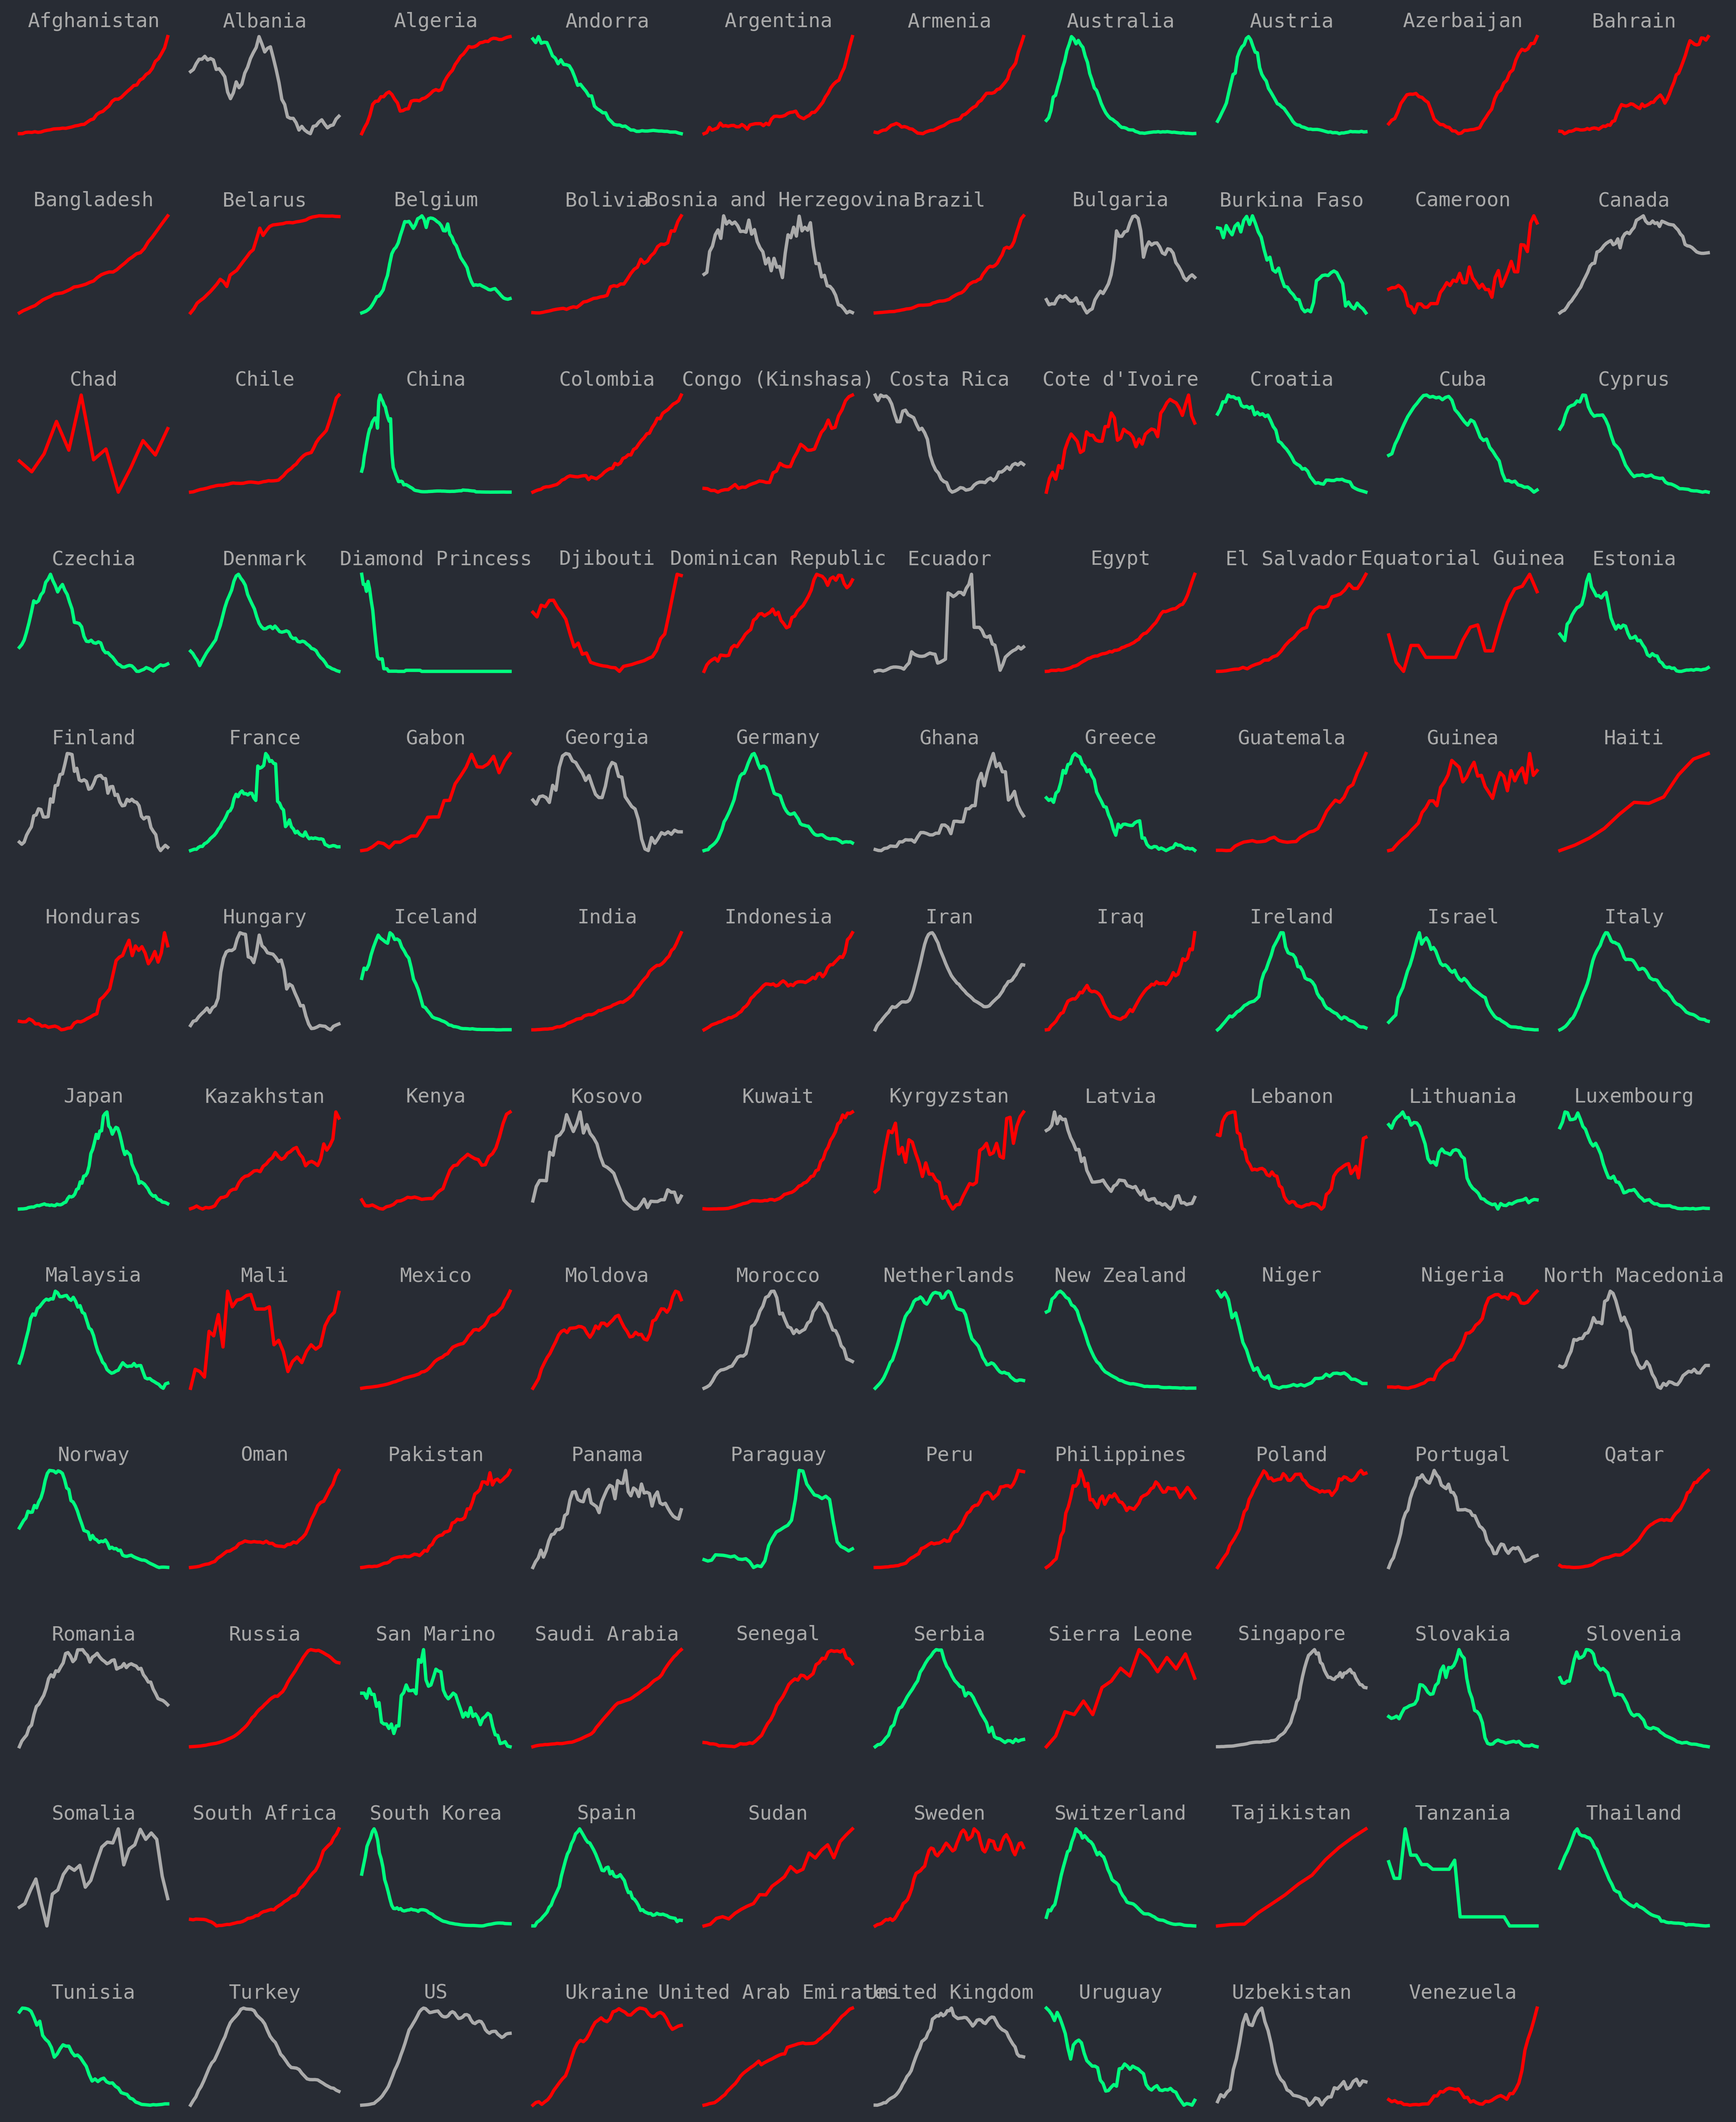 Afghanistan Albania Algeria Andorra Argentina Armenia Australia Austria Azerbaijan Bahrain
Bangladesh Belarus Belgium Bolivia Bosnia and Herzegovina Brazil Bulgaria Burkina Faso Cameroon Canada
Chad Chile China Colombia Congo (Kinshasa) Costa Rica Cote d'Ivoire Croatia Cuba Cyprus
Czechia Denmark Diamond Princess Djibouti Dominican Republic Ecuador Egypt El Salvador Equatorial Guinea Estonia
Finland France Gabon Georgia Germany Ghana Greece Guatemala Guinea Haiti
Honduras Hungary Iceland India Indonesia Iran Iraq Ireland Israel Italy
Japan Kazakhstan Kenya Kosovo Kuwait Kyrgyzstan Latvia Lebanon Lithuania Luxembourg
Malaysia Mali Mexico Moldova Morocco Netherlands New Zealand Niger Nigeria North Macedonia
Norway Oman Pakistan Panama Paraguay Peru Philippines Poland Portugal Qatar
Romania Russia San Marino Saudi Arabia Senegal Serbia Sierra Leone Singapore Slovakia Slovenia
Somalia South Africa South Korea Spain Sudan Sweden Switzerland Tajikistan Tanzania Thailand
Tunisia Turkey US Ukraine United Arab Emirates United Kingdom Uruguay Uzbekistan Venezuela